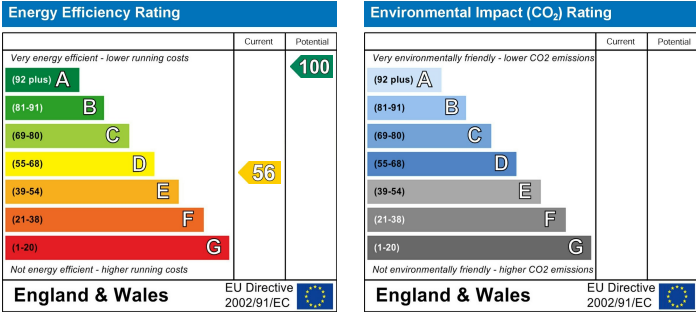 Energy Efficiency Rating
Current Potential
Very energy efficient - lower running costs
(92 plus) A
100
(81-91) B
(69-80) C
(55-68) D
56
(39-54) E
(21-38) F
(1-20) G
Not energy efficient - higher running costs
England & Wales
EU Directive
2002/91/EC
Environmental Impact (CO₂) Rating
Current Potential
Very environmentally friendly - lower CO2 emissions
(92 plus) A
(81-91) B
(69-80) C
(55-68) D
(39-54) E
(21-38) F
(1-20) G
Not environmentally friendly - higher CO2 emissions
England & Wales
EU Directive
2002/91/EC